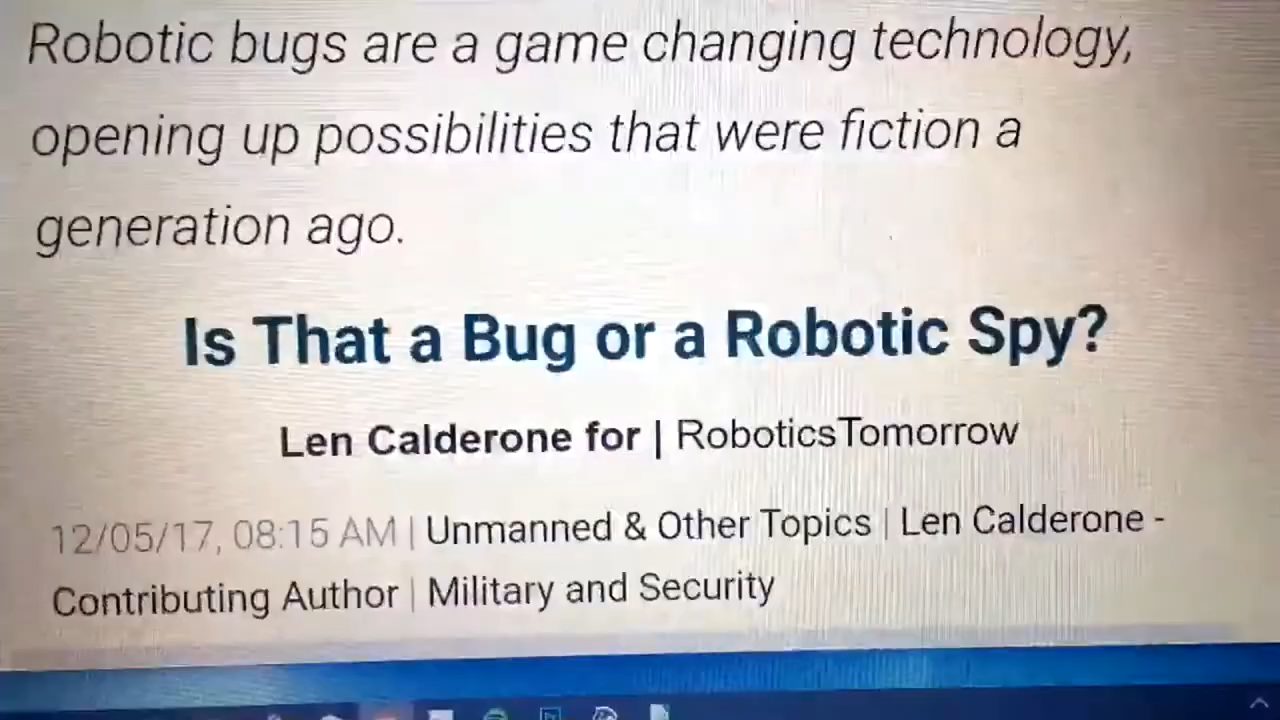 Robotic bugs are a game changing technology,
opening up possibilities that were fiction a
generation ago.
Is That a Bug or a Robotic Spy?
Len Calderone for | RoboticsTomorrow
12/05/17, 08:15 AM | Unmanned & Other Topics | Len Calderone -
Contributing Author | Military and Security